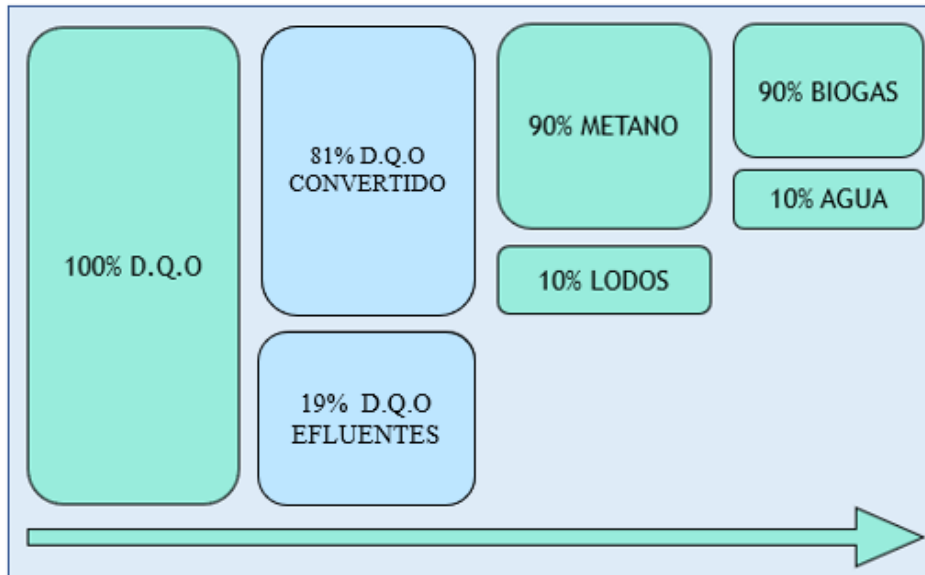 100% D.Q.O
81% D.Q.O
CONVERTIDO
19% D.Q.O
EFLUENTES
90% METANO
10% LODOS
90% BIOGAS
10% AGUA